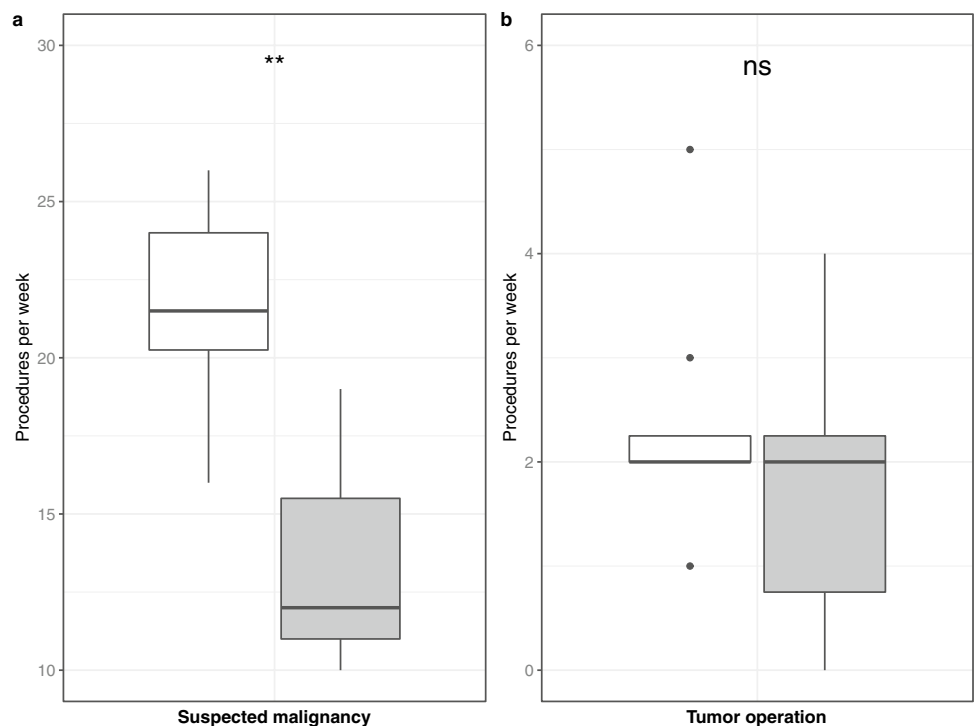 a
30
25
20
15
10
Procedures per week
**
Suspected malignancy
b
6
4
2
0
Procedures per week
ns
Tumor operation